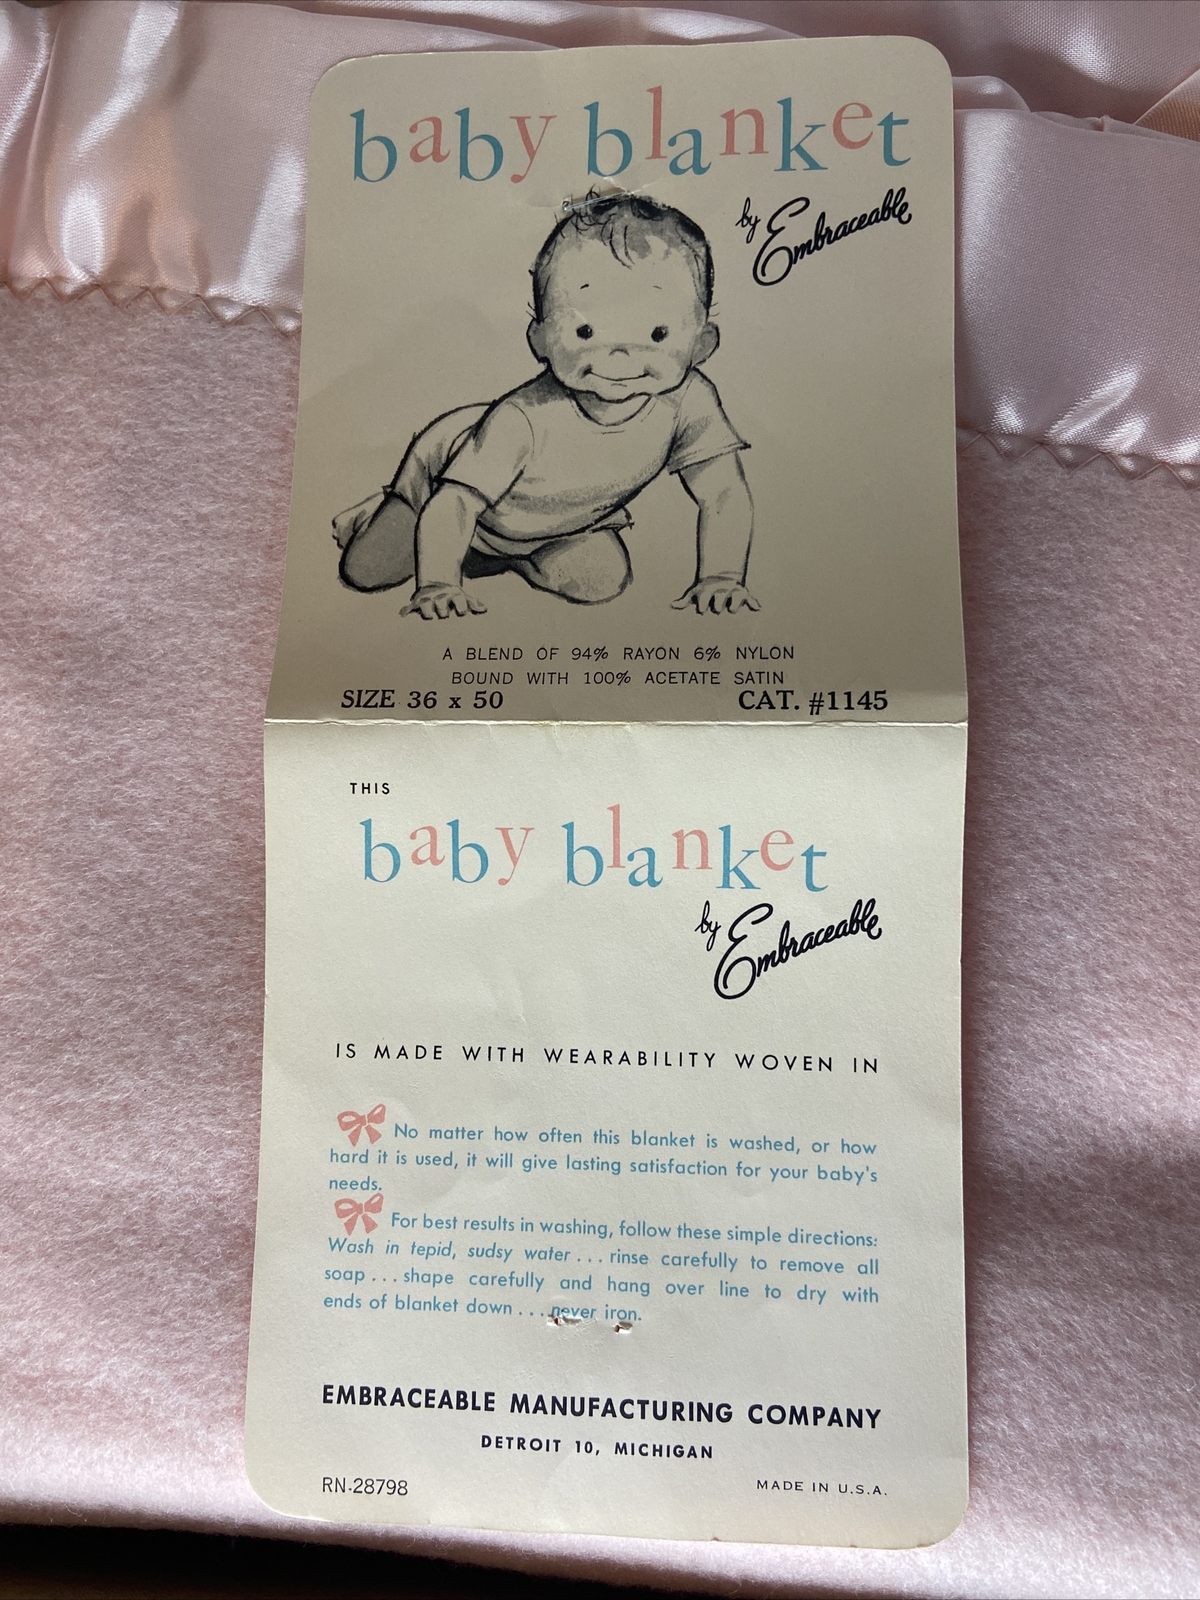 baby blanket
by Embraceable
A BLEND OF 94% RAYON 6% NYLON
BOUND WITH 100% ACETATE SATIN
SIZE 36 x 50 CAT. #1145
THIS
baby blanket
by Embraceable
IS MADE WITH WEARABILITY WOVEN IN
No matter how often this blanket is washed, or how
hard it is used, it will give lasting satisfaction for your baby's
needs.
For best results in washing, follow these simple directions:
Wash in tepid, sudsy water . . . rinse carefully to remove all
soap . . . shape carefully and hang over line to dry with
ends of blanket down . . . never iron.
EMBRACEABLE MANUFACTURING COMPANY
DETROIT 10, MICHIGAN
RN-28798 MADE IN U.S.A.